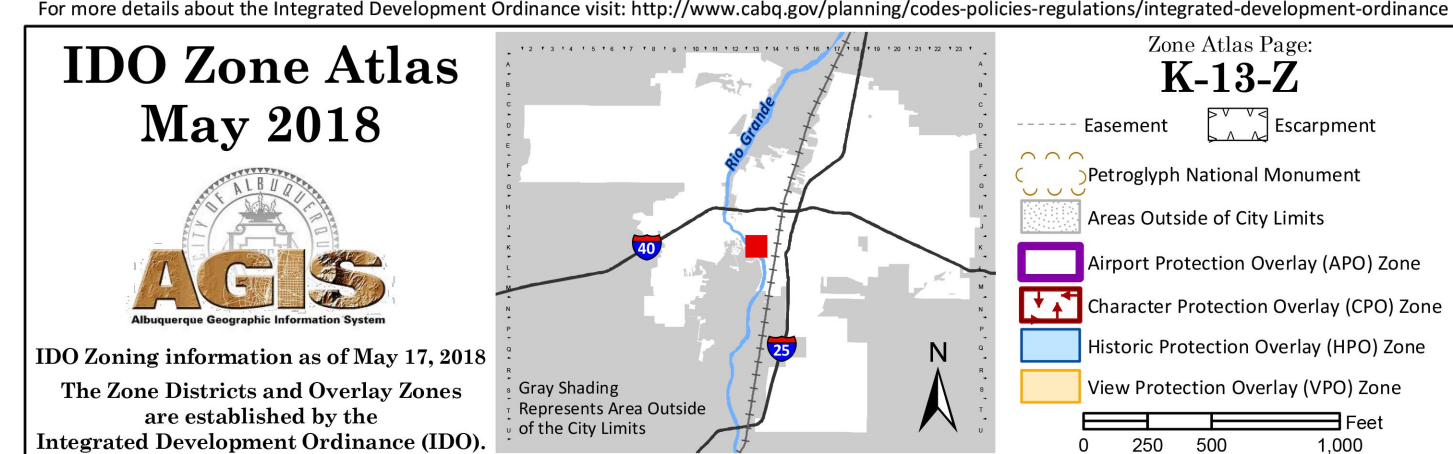 For more details about the Integrated Development Ordinance visit: http://www.cabq.gov/planning/codes-policies-regulations/integrated-development-ordinance
IDO Zone Atlas
May 2018
CITY OF ALBUQUERQUE
AGIS
Albuquerque Geographic Information System
IDO Zoning information as of May 17, 2018
The Zone Districts and Overlay Zones
are established by the
Integrated Development Ordinance (IDO).
Rio Grande
40
25
N
Gray Shading
Represents Area Outside
of the City Limits
Zone Atlas Page:
K-13-Z
Easement
Escarpment
Petroglyph National Monument
Areas Outside of City Limits
Airport Protection Overlay (APO) Zone
Character Protection Overlay (CPO) Zone
Historic Protection Overlay (HPO) Zone
View Protection Overlay (VPO) Zone
Feet
0 250 500 1,000